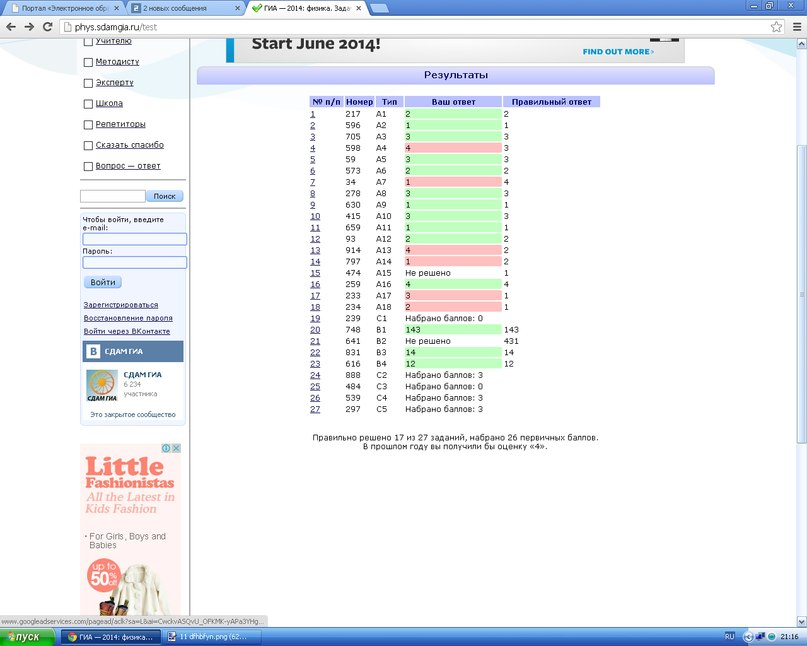 Портал «Электронное обр
2 новых сообщения
ГИА — 2014: физика. Зада
phys.sdamgia.ru/test
Start June 2014!
FIND OUT MORE ›
Учителю
Методисту
Эксперту
Школа
Репетиторы
Сказать спасибо
Вопрос — ответ
Поиск
Чтобы войти, введите
e-mail:
Пароль:
Войти
Зарегистрироваться
Восстановление пароля
Войти через ВКонтакте
В СДАМ ГИА
СДАМ ГИА
6 234
участника
СДАМ ГИА
Это закрытое сообщество
Little
Fashionistas
All the Latest in
Kids Fashion
• For Girls, Boys and
Babies
up to
50%
off
Результаты
№ п/п Номер Тип Ваш ответ Правильный ответ
1 217 A1 2 2
2 596 A2 1 1
3 705 A3 3 3
4 598 A4 4 3
5 59 A5 3 3
6 573 A6 2 2
7 34 A7 1 4
8 278 A8 3 3
9 630 A9 1 1
10 415 A10 3 3
11 659 A11 1 1
12 93 A12 2 2
13 914 A13 4 2
14 797 A14 1 2
15 474 A15 Не решено 1
16 259 A16 4 4
17 233 A17 3 1
18 234 A18 2 1
19 239 C1 Набрано баллов: 0
20 748 B1 143 143
21 641 B2 Не решено 431
22 831 B3 14 14
23 616 B4 12 12
24 888 C2 Набрано баллов: 3
25 484 C3 Набрано баллов: 0
26 539 C4 Набрано баллов: 3
27 297 C5 Набрано баллов: 3
Правильно решено 17 из 27 заданий, набрано 26 первичных баллов.
В прошлом году вы получили бы оценку «4».
пуск
ГИА — 2014: физика...
11 dfhbfyn.png (62...
RU
21:16